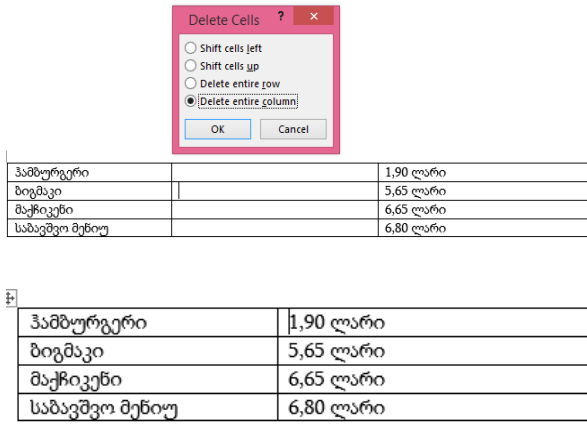 Delete Cells ? ×
Shift cells left
Shift cells up
Delete entire row
Delete entire column
OK Cancel
ჰამბურგერი 1,90 ლარი
ბიგმაკი 5,65 ლარი
მაქჩიკენი 6,65 ლარი
საბავშვო მენიუ 6,80 ლარი
ჰამბურგერი 1,90 ლარი
ბიგმაკი 5,65 ლარი
მაქჩიკენი 6,65 ლარი
საბავშვო მენიუ 6,80 ლარი